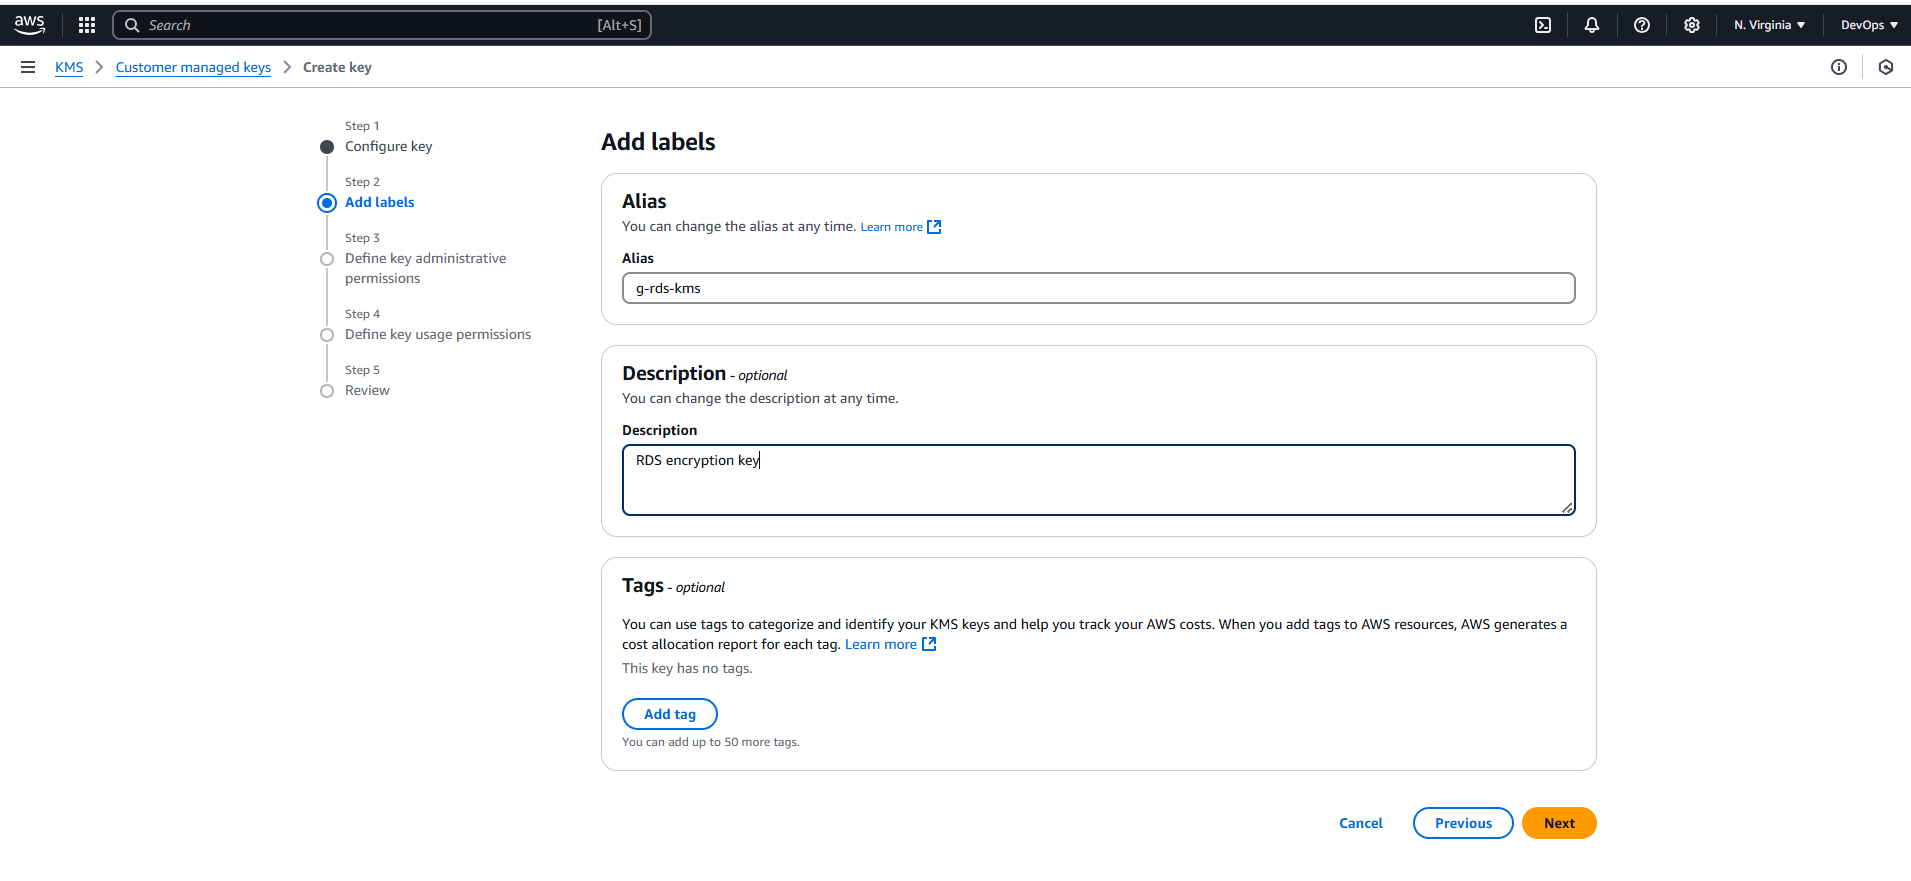 aws
Search [Alt+S]
N. Virginia
DevOps
KMS > Customer managed keys > Create key
Step 1
Configure key
Step 2
Add labels
Step 3
Define key administrative
permissions
Step 4
Define key usage permissions
Step 5
Review
Add labels
Alias
You can change the alias at any time. Learn more
Alias
g-rds-kms
Description - optional
You can change the description at any time.
Description
RDS encryption key
Tags - optional
You can use tags to categorize and identify your KMS keys and help you track your AWS costs. When you add tags to AWS resources, AWS generates a
cost allocation report for each tag. Learn more
This key has no tags.
Add tag
You can add up to 50 more tags.
Cancel
Previous
Next